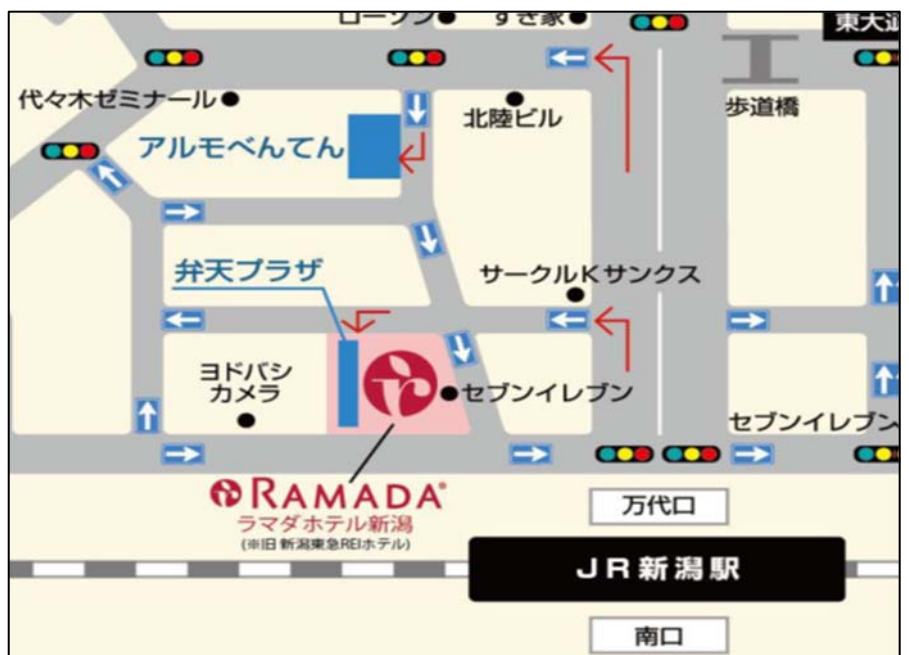 ローソン
すき家
東大通
代々木ゼミナール
北陸ビル
歩道橋
アルモべんてん
弁天プラザ
サークルKサンクス
ヨドバシ
カメラ
セブンイレブン
セブンイレブン
RAMADA®
ラマダホテル新潟
(※旧 新潟東急REIホテル)
万代口
JR新潟駅
南口